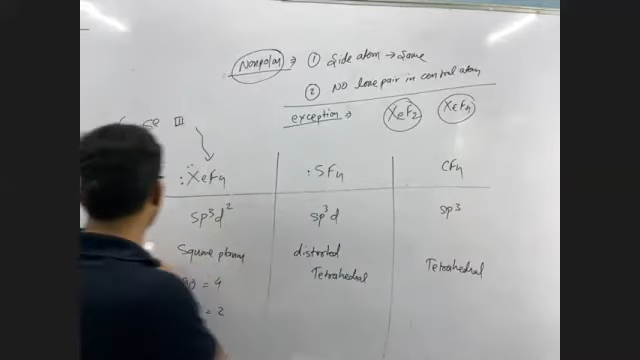 Nonpolar ⇒ ① Side atom → Same
② NO lone pair in central atom
exception ⇒ XeF2 XeF4
III
:XeF4 :SF4 CF4
sp³d² sp³d sp³
Square planar distorted Tetrahedral
Tetrahedral
= 4
= 2